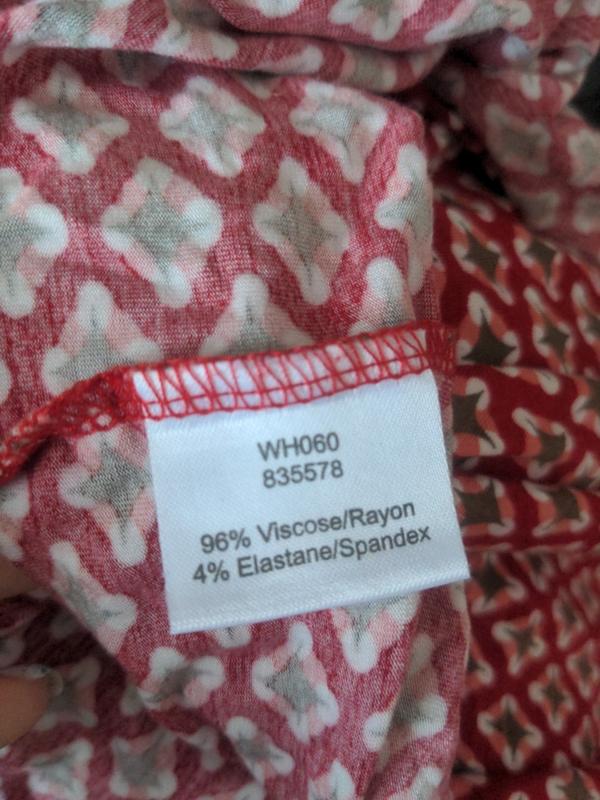 WH060
835578
96% Viscose/Rayon
4% Elastane/Spandex